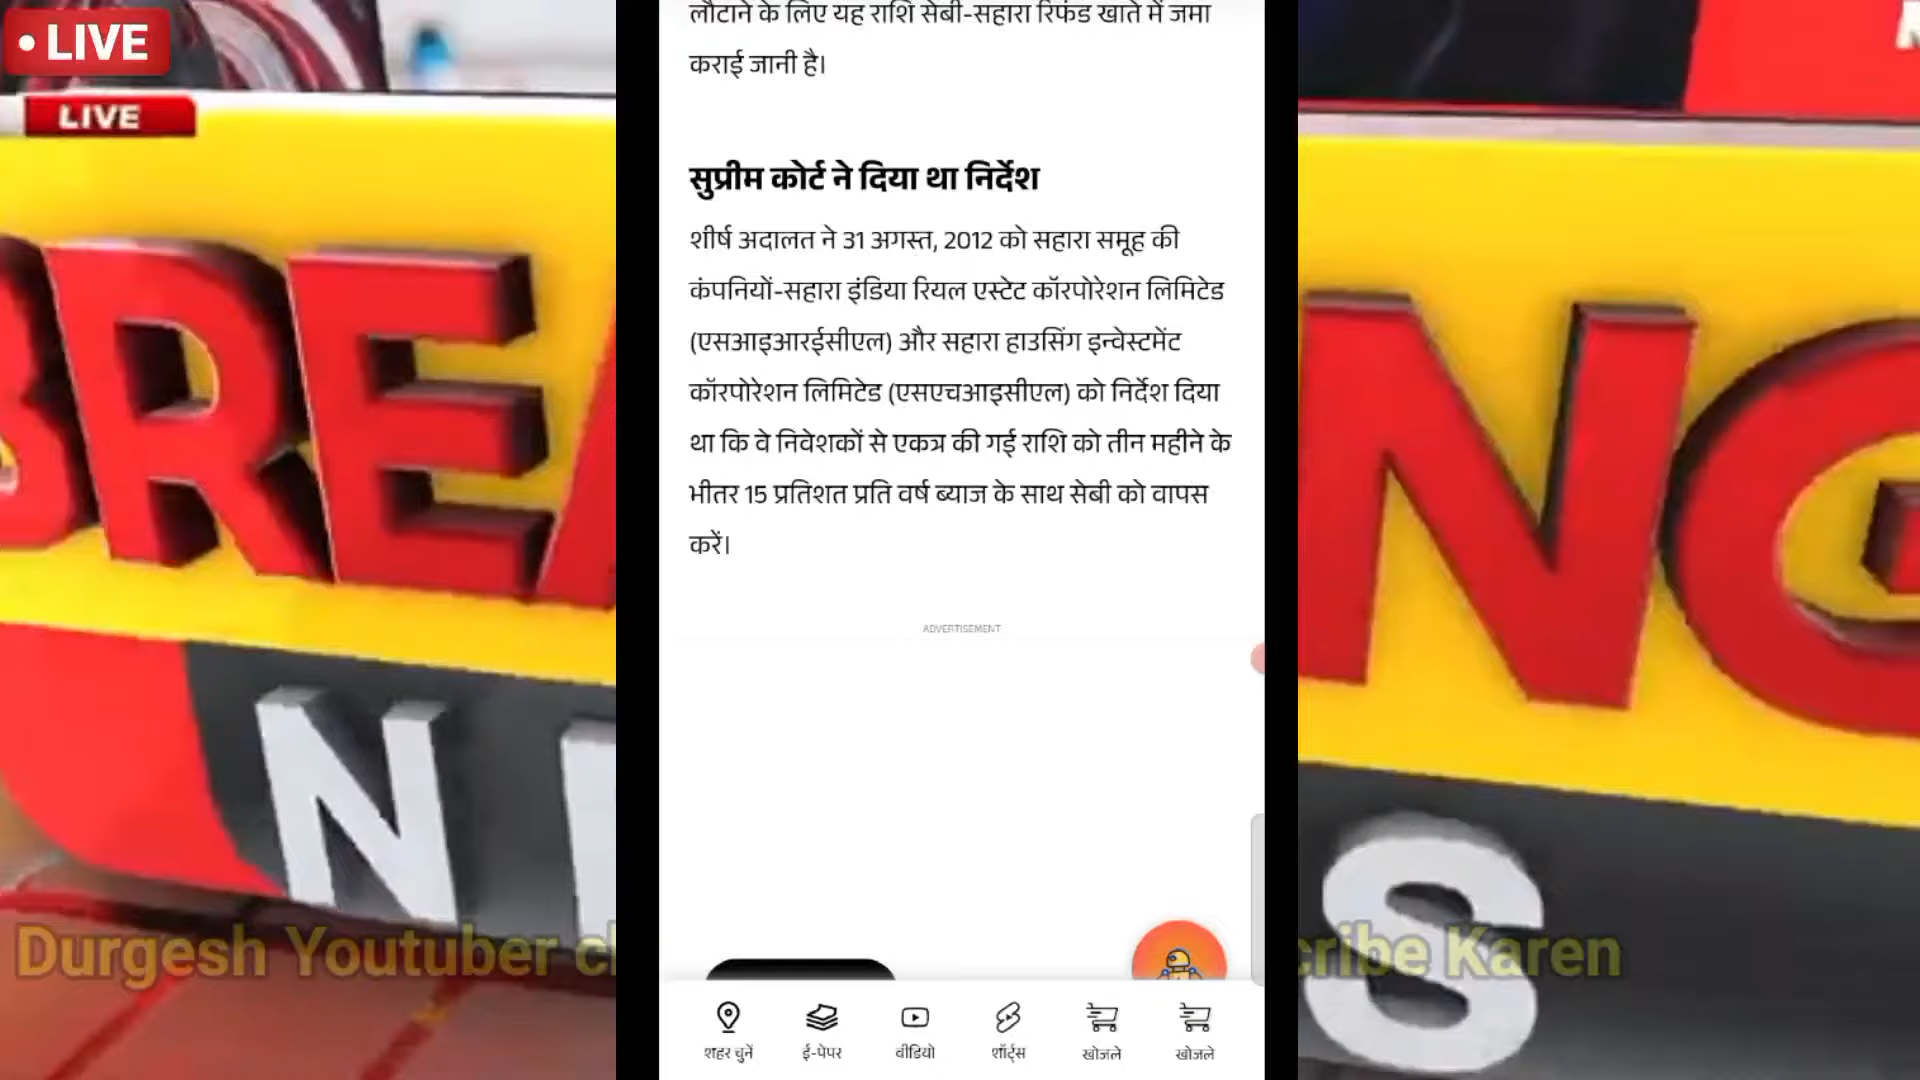 • LIVE
LIVE
BREA
NG
N
S
Durgesh Youtuber
cribe Karen
लौटाने के लिए यह राशि सेबी-सहारा रिफंड खाते में जमा
कराई जानी है।
सुप्रीम कोर्ट ने दिया था निर्देश
शीर्ष अदालत ने 31 अगस्त, 2012 को सहारा समूह की
कंपनियों-सहारा इंडिया रियल एस्टेट कॉरपोरेशन लिमिटेड
(एसआइआरईसीएल) और सहारा हाउसिंग इन्वेस्टमेंट
कॉरपोरेशन लिमिटेड (एसएचआइसीएल) को निर्देश दिया
था कि वे निवेशकों से एकत्र की गई राशि को तीन महीने के
भीतर 15 प्रतिशत प्रति वर्ष ब्याज के साथ सेबी को वापस
करें।
ADVERTISEMENT
शहर चुनें
ई-पेपर
वीडियो
शॉर्ट्स
खोजले
खोजले